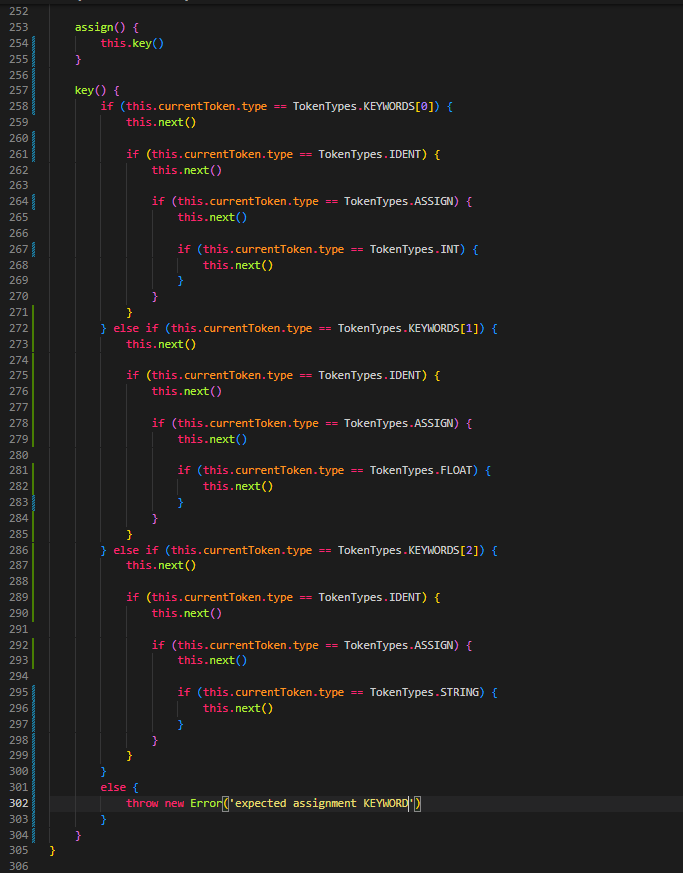 252
253 assign() {
254 this.key()
255 }
256
257 key() {
258 if (this.currentToken.type == TokenTypes.KEYWORDS[0]) {
259 this.next()
260
261 if (this.currentToken.type == TokenTypes.IDENT) {
262 this.next()
263
264 if (this.currentToken.type == TokenTypes.ASSIGN) {
265 this.next()
266
267 if (this.currentToken.type == TokenTypes.INT) {
268 this.next()
269 }
270 }
271 }
272 } else if (this.currentToken.type == TokenTypes.KEYWORDS[1]) {
273 this.next()
274
275 if (this.currentToken.type == TokenTypes.IDENT) {
276 this.next()
277
278 if (this.currentToken.type == TokenTypes.ASSIGN) {
279 this.next()
280
281 if (this.currentToken.type == TokenTypes.FLOAT) {
282 this.next()
283 }
284 }
285 }
286 } else if (this.currentToken.type == TokenTypes.KEYWORDS[2]) {
287 this.next()
288
289 if (this.currentToken.type == TokenTypes.IDENT) {
290 this.next()
291
292 if (this.currentToken.type == TokenTypes.ASSIGN) {
293 this.next()
294
295 if (this.currentToken.type == TokenTypes.STRING) {
296 this.next()
297 }
298 }
299 }
300 }
301 else {
302 throw new Error('expected assignment KEYWORD')
303 }
304 }
305 }
306